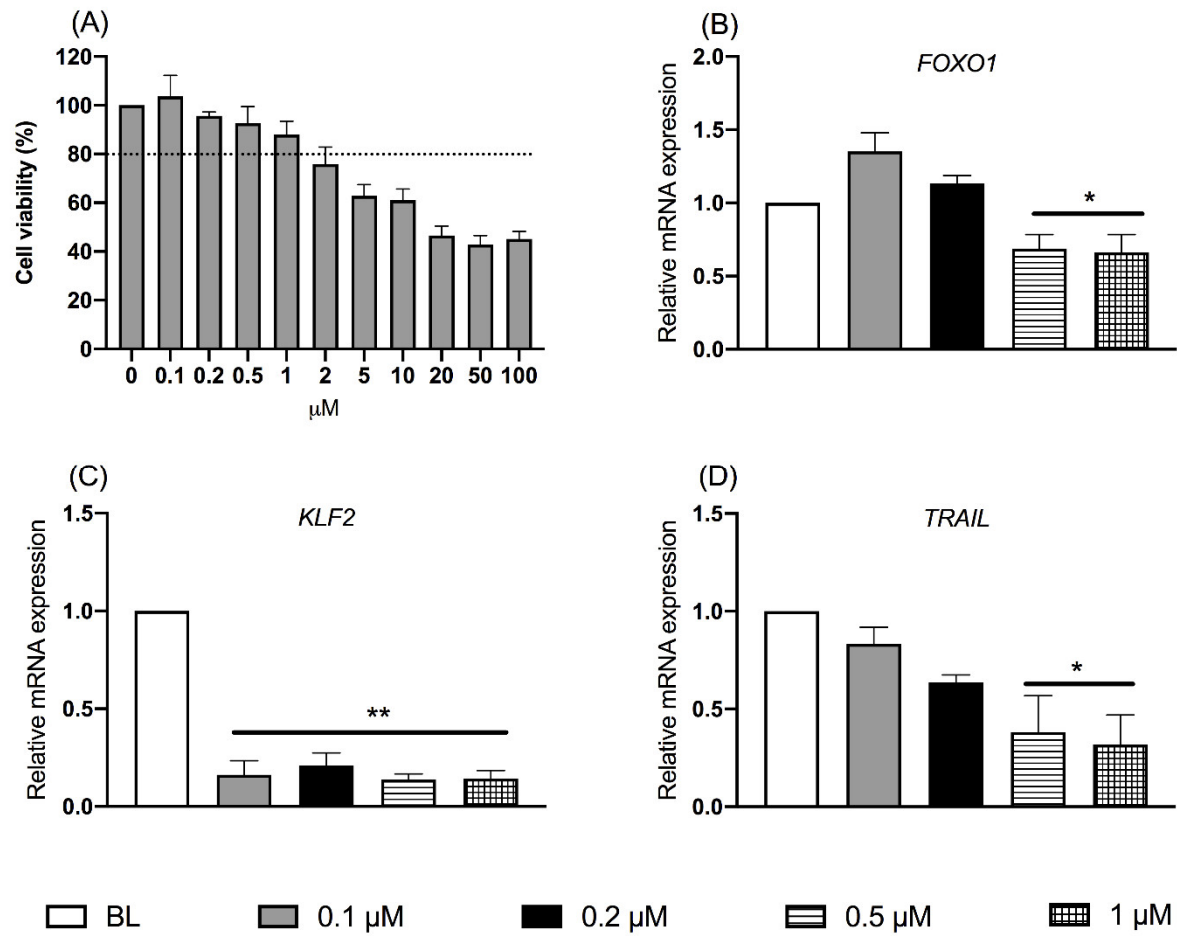 (A)
Cell viability (%)
120
100
80
60
40
20
0
0 0.1 0.2 0.5 1 2 5 10 20 50 100
μM
(B)
FOXO1
Relative mRNA expression
2.0
1.5
1.0
0.5
0.0
*
(C)
KLF2
Relative mRNA expression
1.5
1.0
0.5
0.0
**
(D)
TRAIL
Relative mRNA expression
1.5
1.0
0.5
0.0
*
BL 0.1 μM 0.2 μM 0.5 μM 1 μM